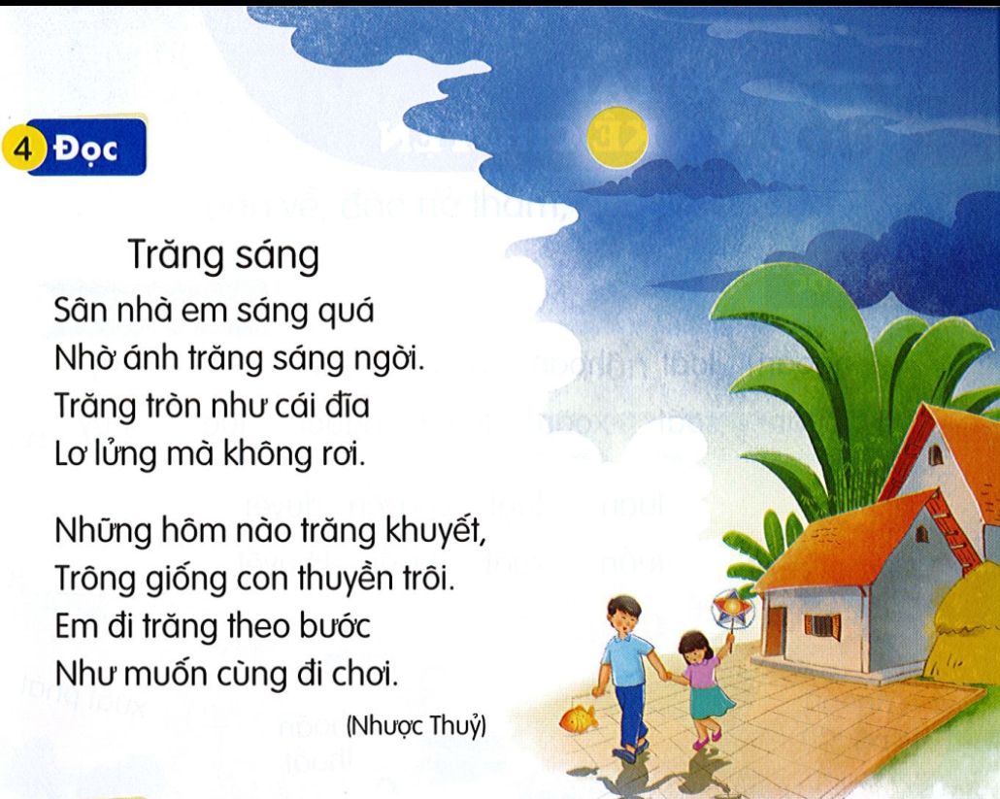 4 Đọc
Trăng sáng
Sân nhà em sáng quá
Nhờ ánh trăng sáng ngời.
Trăng tròn như cái đĩa
Lơ lửng mà không rơi.
Những hôm nào trăng khuyết,
Trông giống con thuyền trôi.
Em đi trăng theo bước
Như muốn cùng đi chơi.
(Nhược Thuỷ)